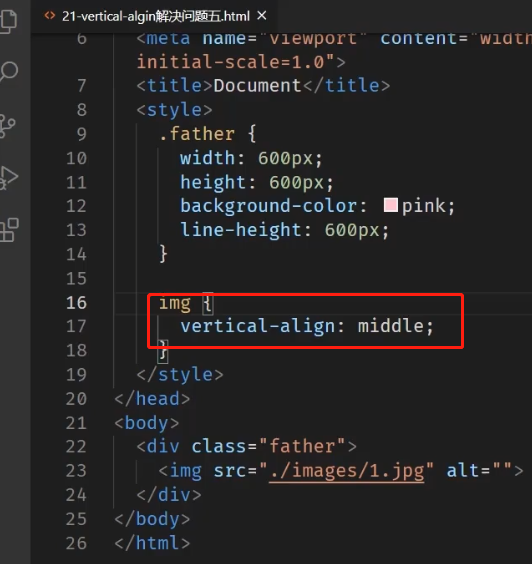 21-vertical-algin解决问题五.html
6 <meta name="viewport" content="width
initial-scale=1.0">
7 <title>Document</title>
8 <style>
9 .father {
10 width: 600px;
11 height: 600px;
12 background-color: pink;
13 line-height: 600px;
14 }
15
16 img {
17 vertical-align: middle;
18 }
19 </style>
20 </head>
21 <body>
22 <div class="father">
23 <img src="./images/1.jpg" alt="">
24 </div>
25 </body>
26 </html>